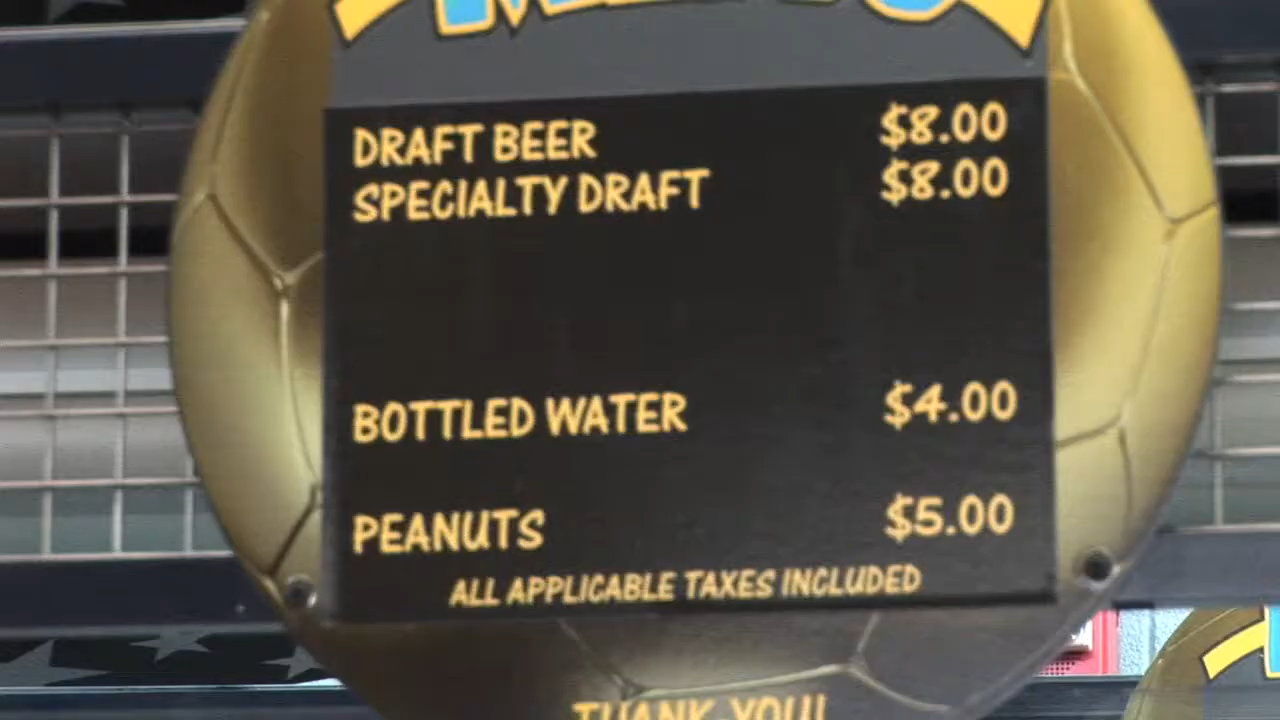 DRAFT BEER $8.00
SPECIALTY DRAFT $8.00
BOTTLED WATER $4.00
PEANUTS $5.00
ALL APPLICABLE TAXES INCLUDED
THANK-YOU!